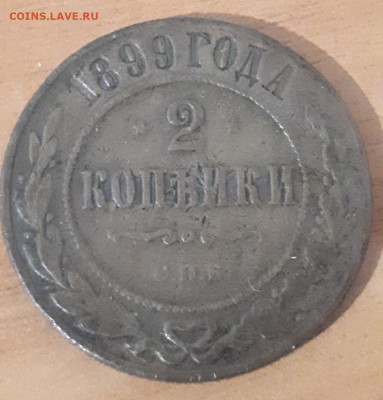 COINS.LAVE.RU
1899 ГОДА
2
КОПѢЙКИ
С.П.Б.